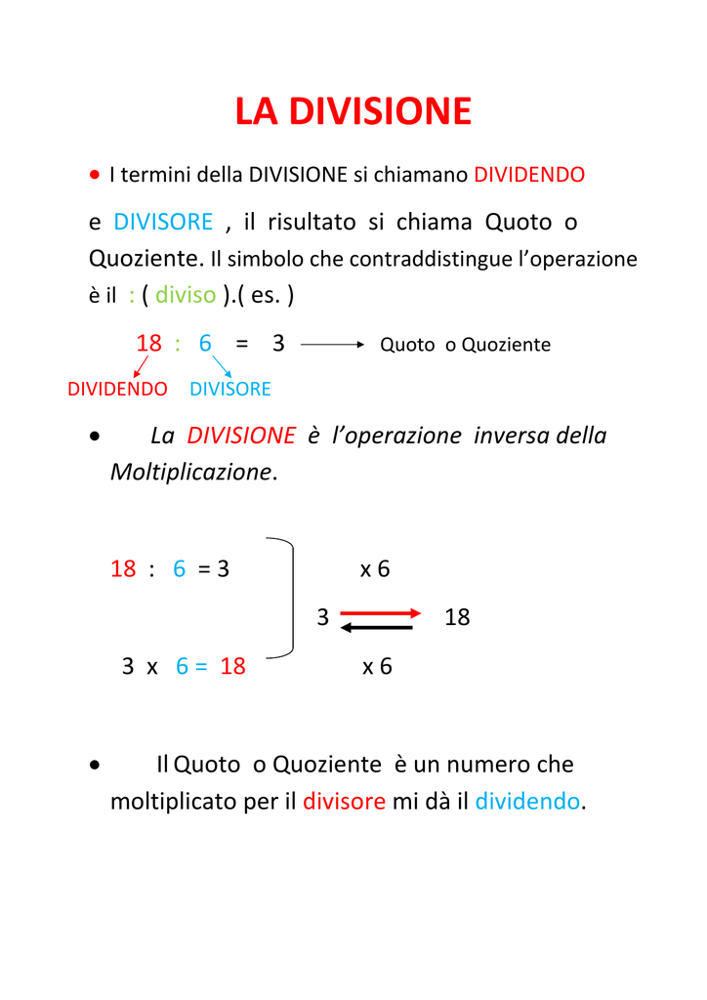 LA DIVISIONE
• I termini della DIVISIONE si chiamano DIVIDENDO
e DIVISORE , il risultato si chiama Quoto o
Quoziente. Il simbolo che contraddistingue l’operazione
è il : ( diviso ).( es. )
18 : 6 = 3 Quoto o Quoziente
DIVIDENDO DIVISORE
• La DIVISIONE è l’operazione inversa della
Moltiplicazione.
18 : 6 = 3 x 6
3 18
3 x 6 = 18 x 6
• Il Quoto o Quoziente è un numero che
moltiplicato per il divisore mi dà il dividendo.